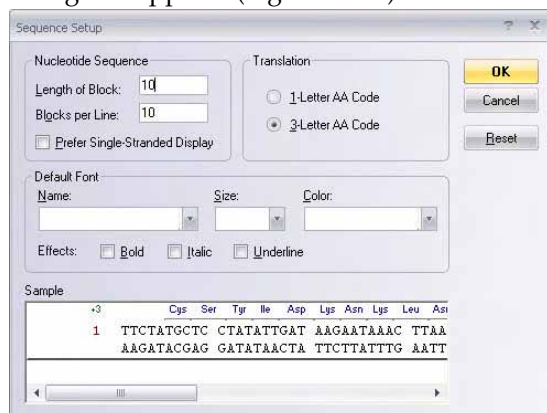 Sequence Setup
Nucleotide Sequence
Length of Block: 10
Blocks per Line: 10
Prefer Single-Stranded Display
Translation
1-Letter AA Code
3-Letter AA Code
OK
Cancel
Reset
Default Font
Name: Size: Color:
Effects: Bold Italic Underline
Sample
+3 Cys Ser Tyr Ile Asp Lys Asn Lys Leu Asn
1 TTCTATGCTC CTATATTGAT AAGAATAAAC TTAA
AAGATACGAG GATATAACTA TTCTTATTTG AATT